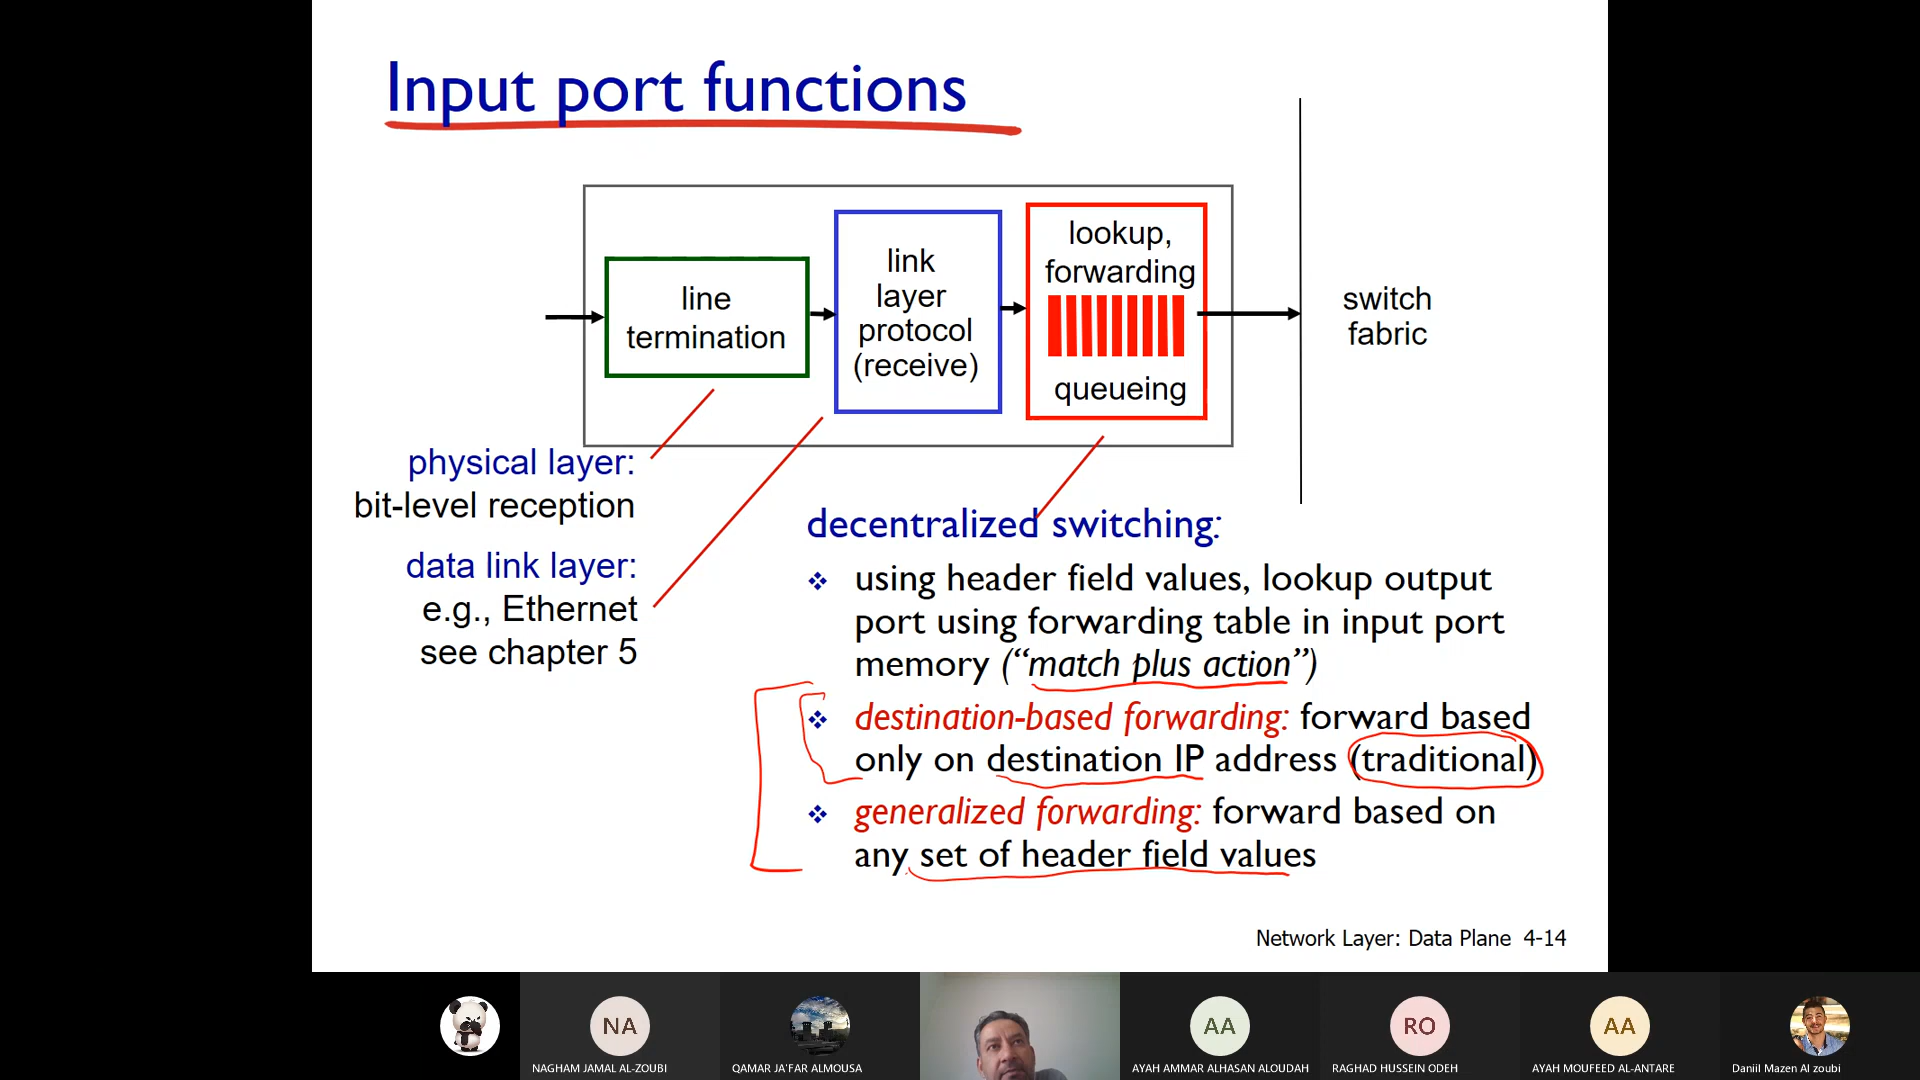 Input port functions
line
termination
link
layer
protocol
(receive)
lookup,
forwarding
queueing
switch
fabric
physical layer:
bit-level reception
data link layer:
e.g., Ethernet
see chapter 5
decentralized switching:
❖ using header field values, lookup output
port using forwarding table in input port
memory (“match plus action”)
❖ destination-based forwarding: forward based
only on destination IP address (traditional)
❖ generalized forwarding: forward based on
any set of header field values
Network Layer: Data Plane 4-14
NA
AA
RO
AA
NAGHAM JAMAL AL-ZOUBI
QAMAR JA'FAR ALMOUSA
AYAH AMMAR ALHASAN ALOUDAH
RAGHAD HUSSEIN ODEH
AYAH MOUFEED AL-ANTARE
Daniil Mazen Al zoubi